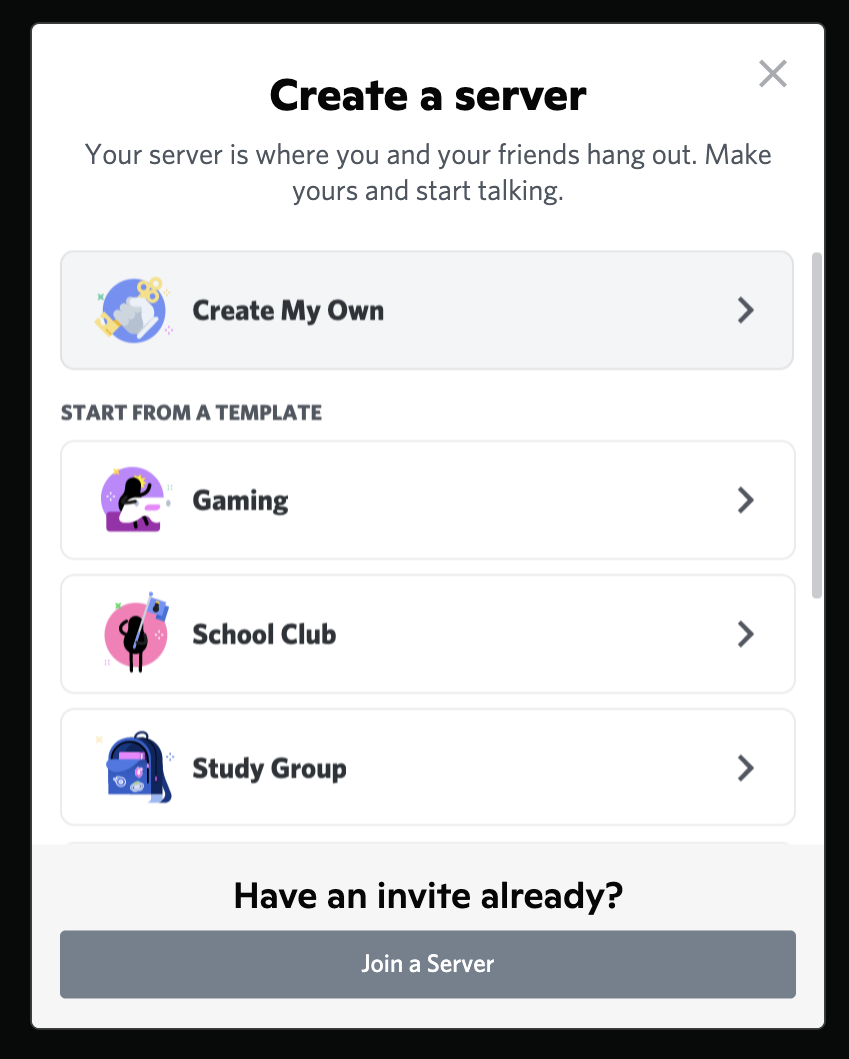 Create a server
Your server is where you and your friends hang out. Make
yours and start talking.
Create My Own
START FROM A TEMPLATE
Gaming
School Club
Study Group
Have an invite already?
Join a Server